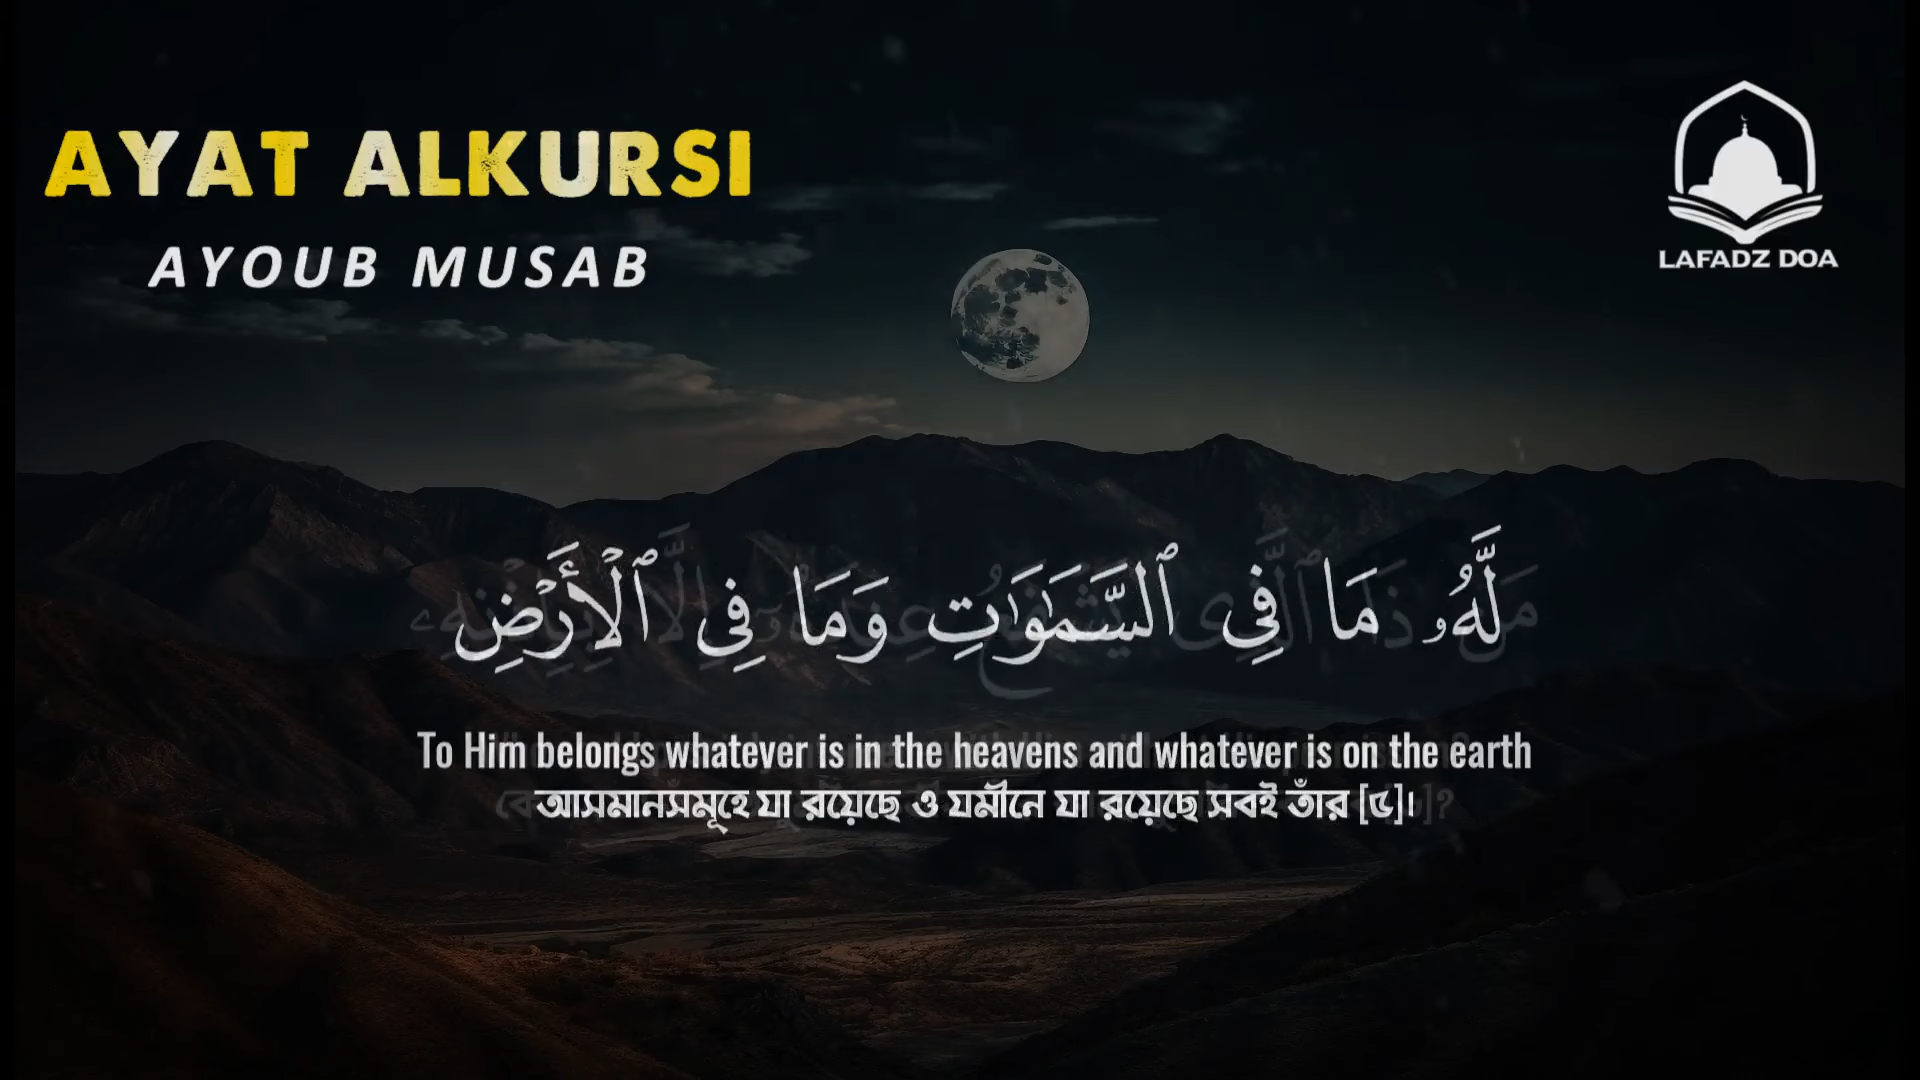 AYAT ALKURSI
AYOUB MUSAB
LAFADZ DOA
لَّهُۥ مَا فِي ٱلسَّمَـٰوَٰتِ وَمَا فِي ٱلْأَرْضِ
To Him belongs whatever is in the heavens and whatever is on the earth
আসমানসমূহে যা রয়েছে ও যমীনে যা রয়েছে সবই তাঁর [৫]।